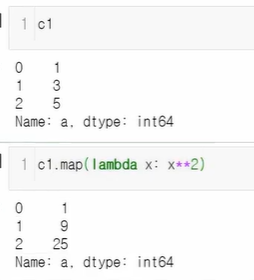 1 c1
0 1
1 3
2 5
Name: a, dtype: int64
1 c1.map(lambda x: x**2)
0 1
1 9
2 25
Name: a, dtype: int64